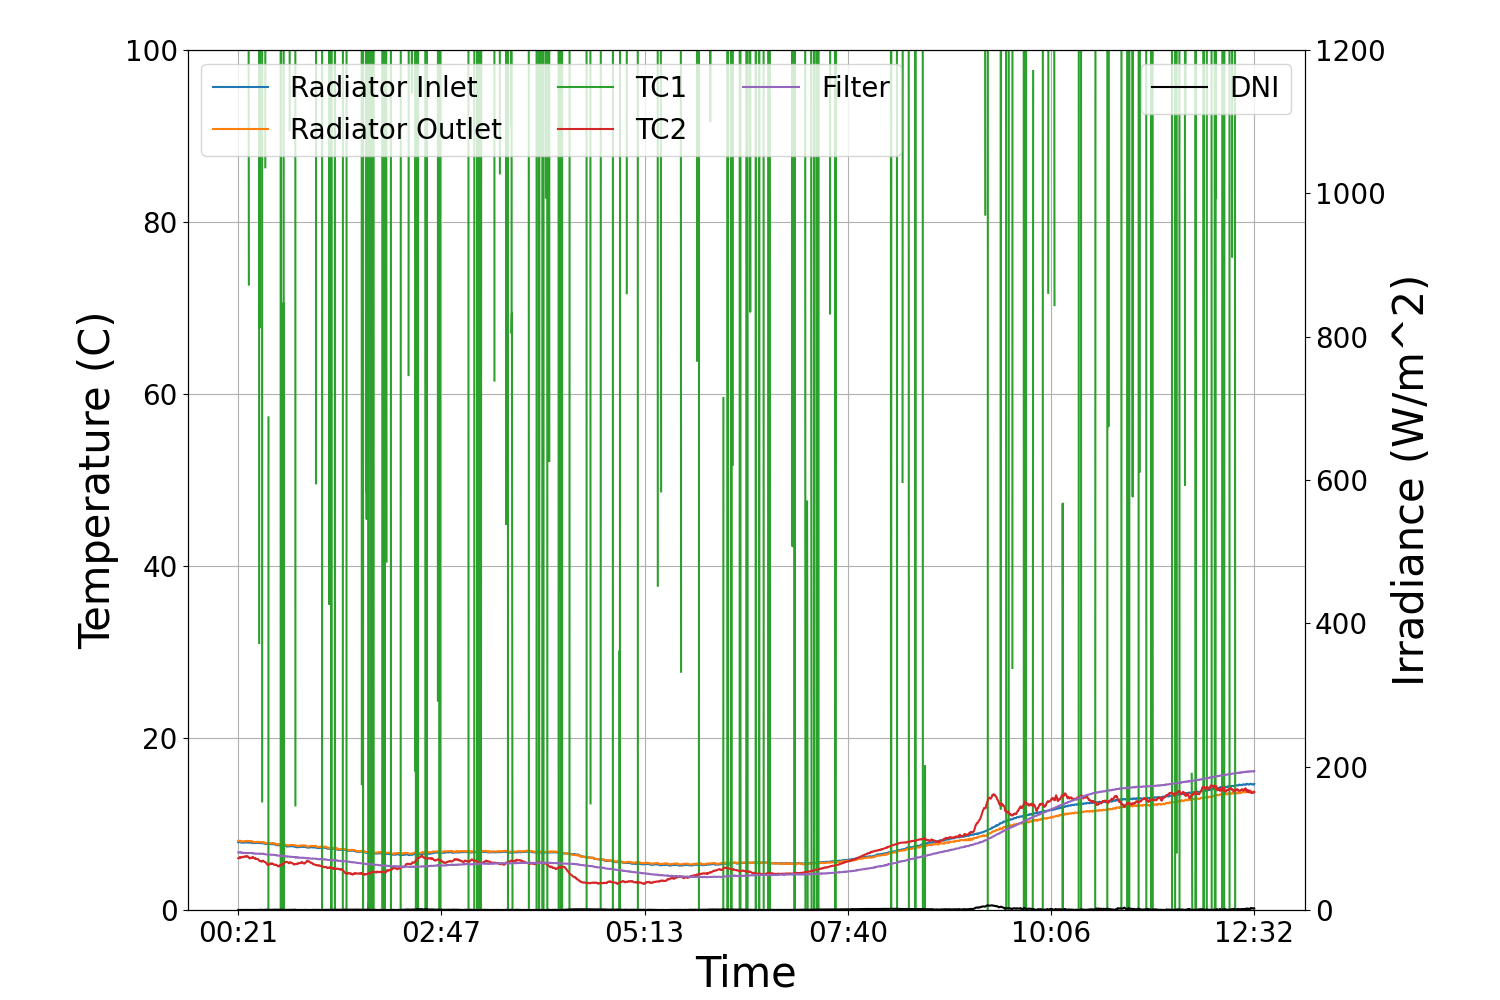 Radiator Inlet
Radiator Outlet
TC1
TC2
Filter
DNI
100
80
60
40
20
0
1200
1000
800
600
400
200
0
00:21
02:47
05:13
07:40
10:06
12:32
Temperature (C)
Irradiance (W/m^2)
Time